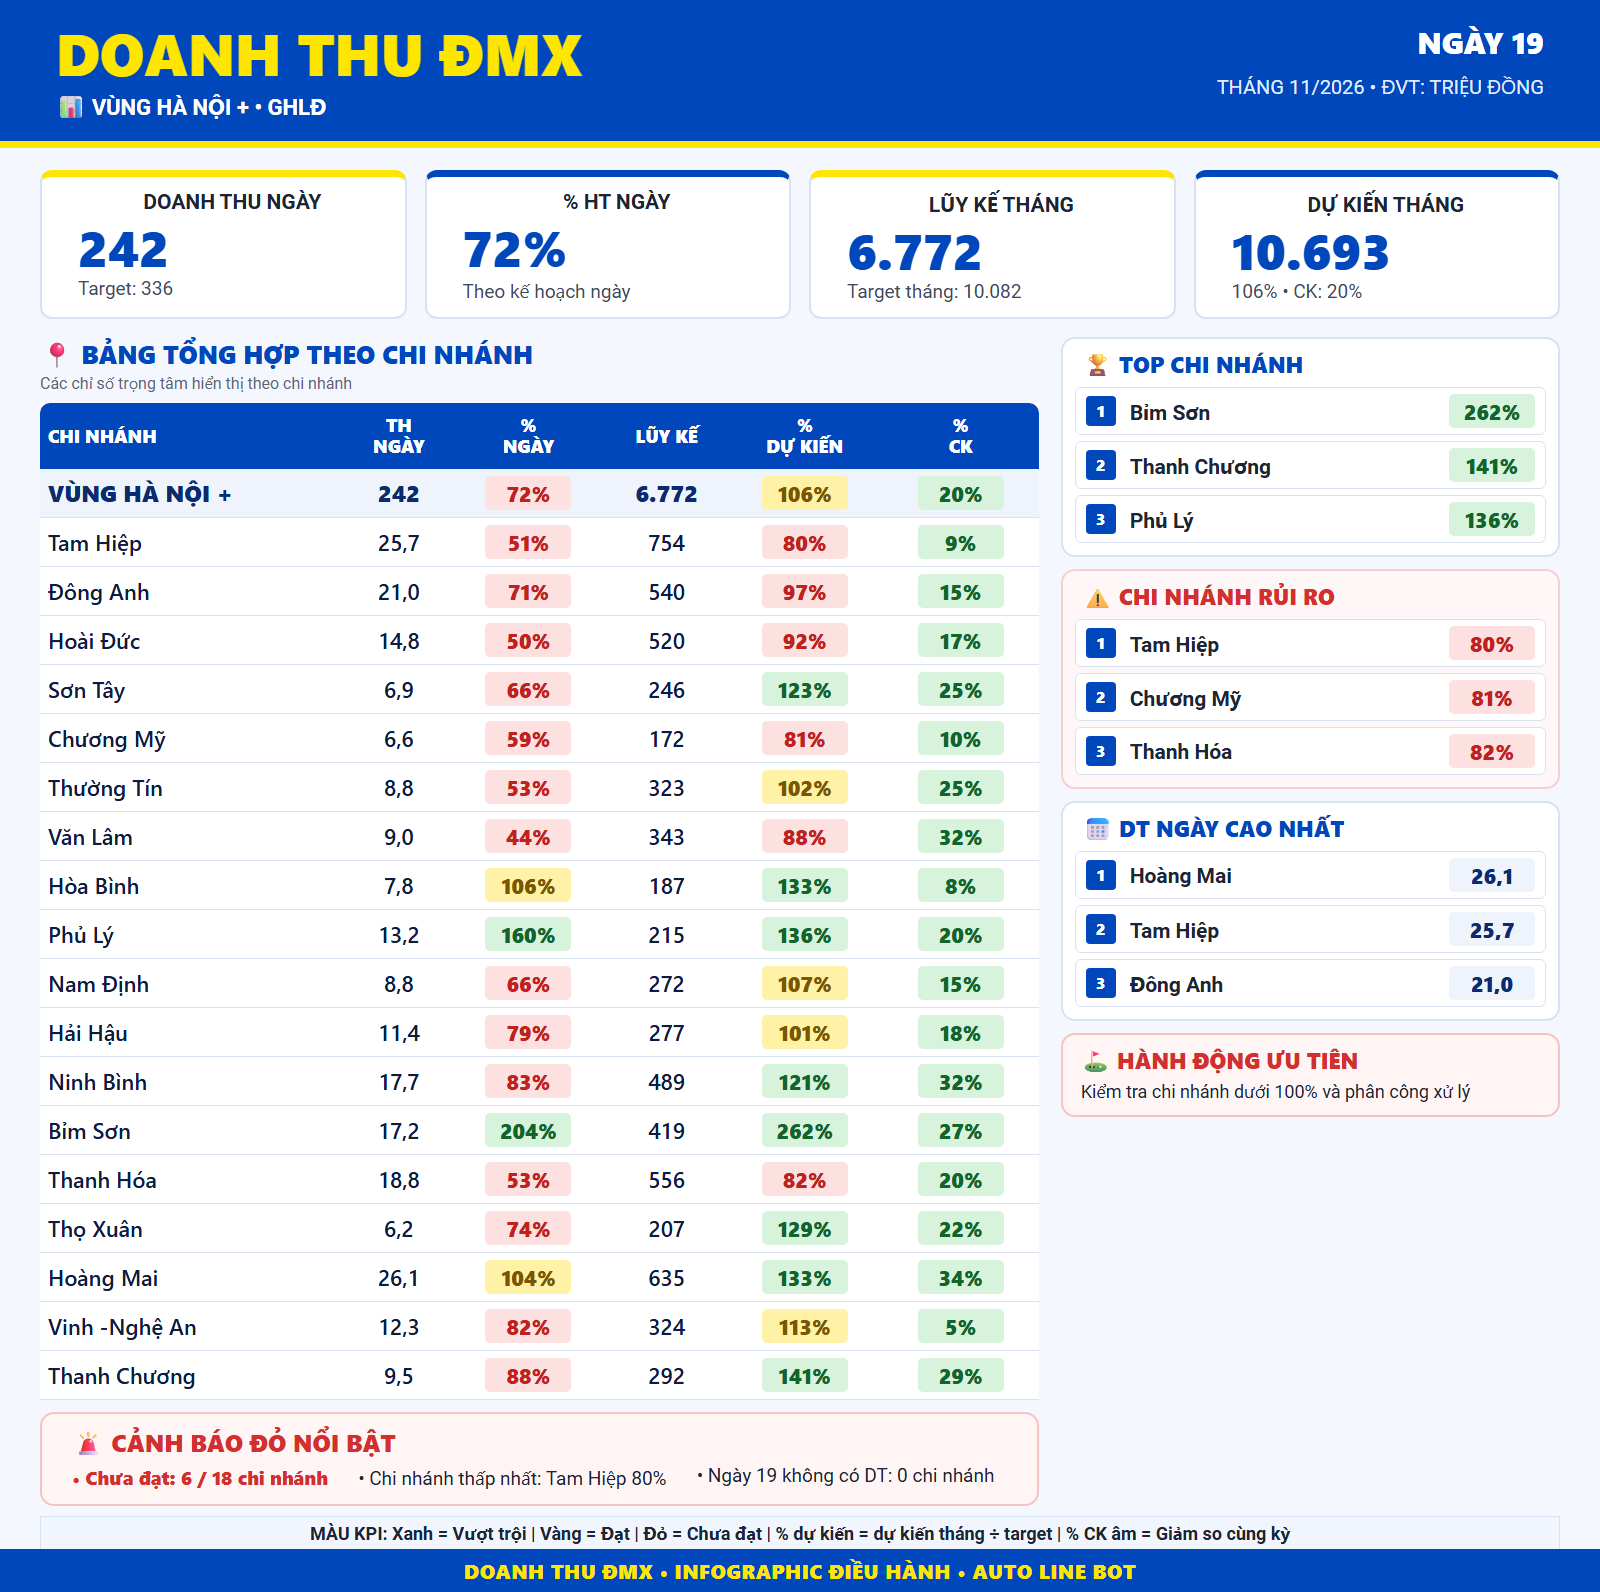 DOANH THU ĐMX
VÙNG HÀ NỘI + • GHLĐ
NGÀY 19
THÁNG 11/2026 • ĐVT: TRIỆU ĐỒNG
DOANH THU NGÀY
242
Target: 336
% HT NGÀY
72%
Theo kế hoạch ngày
LŨY KẾ THÁNG
6.772
Target tháng: 10.082
DỰ KIẾN THÁNG
10.693
106% • CK: 20%
BẢNG TỔNG HỢP THEO CHI NHÁNH
Các chỉ số trọng tâm hiển thị theo chi nhánh
CHI NHÁNH TH NGÀY % NGÀY LŨY KẾ % DỰ KIẾN % CK
VÙNG HÀ NỘI + 242 72% 6.772 106% 20%
Tam Hiệp 25,7 51% 754 80% 9%
Đông Anh 21,0 71% 540 97% 15%
Hoài Đức 14,8 50% 520 92% 17%
Sơn Tây 6,9 66% 246 123% 25%
Chương Mỹ 6,6 59% 172 81% 10%
Thường Tín 8,8 53% 323 102% 25%
Văn Lâm 9,0 44% 343 88% 32%
Hòa Bình 7,8 106% 187 133% 8%
Phủ Lý 13,2 160% 215 136% 20%
Nam Định 8,8 66% 272 107% 15%
Hải Hậu 11,4 79% 277 101% 18%
Ninh Bình 17,7 83% 489 121% 32%
Bỉm Sơn 17,2 204% 419 262% 27%
Thanh Hóa 18,8 53% 556 82% 20%
Thọ Xuân 6,2 74% 207 129% 22%
Hoàng Mai 26,1 104% 635 133% 34%
Vinh -Nghệ An 12,3 82% 324 113% 5%
Thanh Chương 9,5 88% 292 141% 29%
TOP CHI NHÁNH
1 Bỉm Sơn 262%
2 Thanh Chương 141%
3 Phủ Lý 136%
CHI NHÁNH RỦI RO
1 Tam Hiệp 80%
2 Chương Mỹ 81%
3 Thanh Hóa 82%
DT NGÀY CAO NHẤT
1 Hoàng Mai 26,1
2 Tam Hiệp 25,7
3 Đông Anh 21,0
HÀNH ĐỘNG ƯU TIÊN
Kiểm tra chi nhánh dưới 100% và phân công xử lý
CẢNH BÁO ĐỎ NỔI BẬT
• Chưa đạt: 6 / 18 chi nhánh • Chi nhánh thấp nhất: Tam Hiệp 80% • Ngày 19 không có DT: 0 chi nhánh
MÀU KPI: Xanh = Vượt trội | Vàng = Đạt | Đỏ = Chưa đạt | % dự kiến = dự kiến tháng ÷ target | % CK âm = Giảm so cùng kỳ
DOANH THU ĐMX • INFOGRAPHIC ĐIỀU HÀNH • AUTO LINE BOT